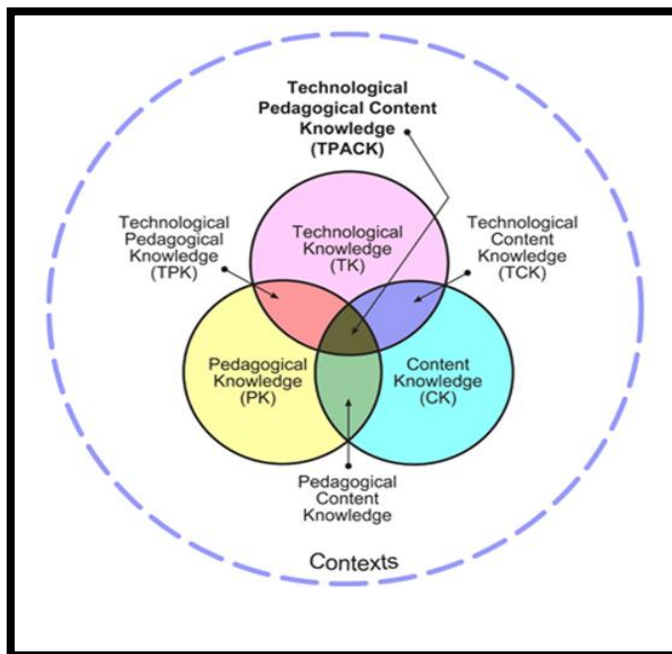 Technological
Pedagogical Content
Knowledge
(TPACK)
Technological
Pedagogical
Knowledge
(TPK)
Technological
Knowledge
(TK)
Technological
Content
Knowledge
(TCK)
Pedagogical
Knowledge
(PK)
Content
Knowledge
(CK)
Pedagogical
Content
Knowledge
Contexts